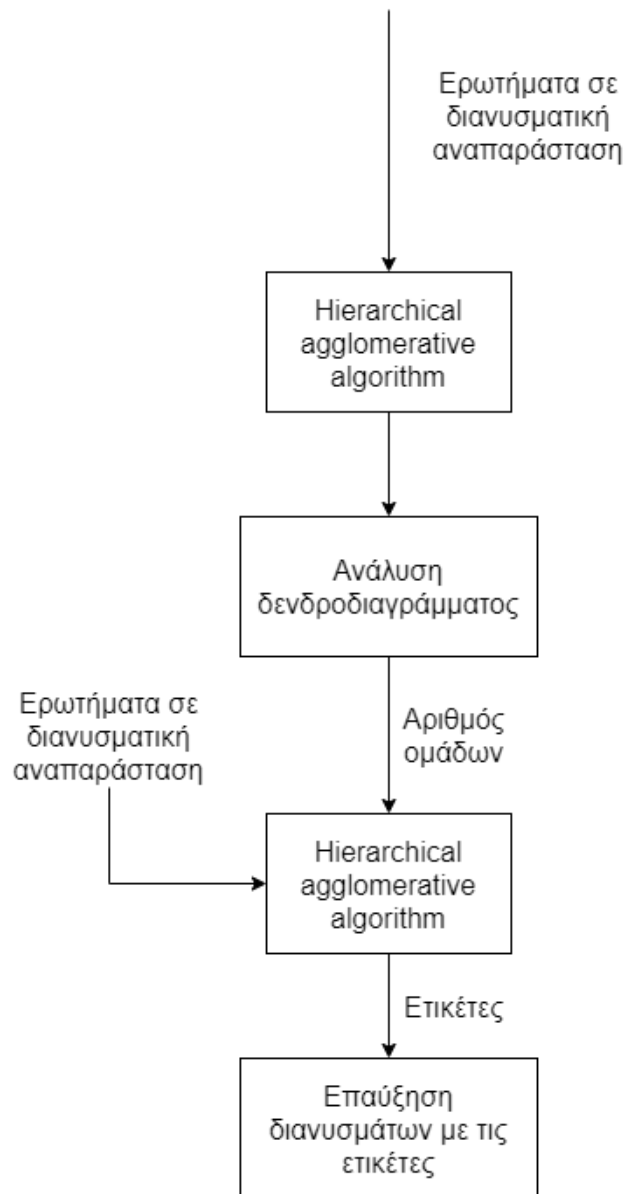 Ερωτήματα σε
διανυσματική
αναπαράσταση
Hierarchical
agglomerative
algorithm
Ανάλυση
δενδροδιαγράμματος
Ερωτήματα σε
διανυσματική
αναπαράσταση
Αριθμός
ομάδων
Hierarchical
agglomerative
algorithm
Ετικέτες
Επαύξηση
διανυσμάτων με τις
ετικέτες